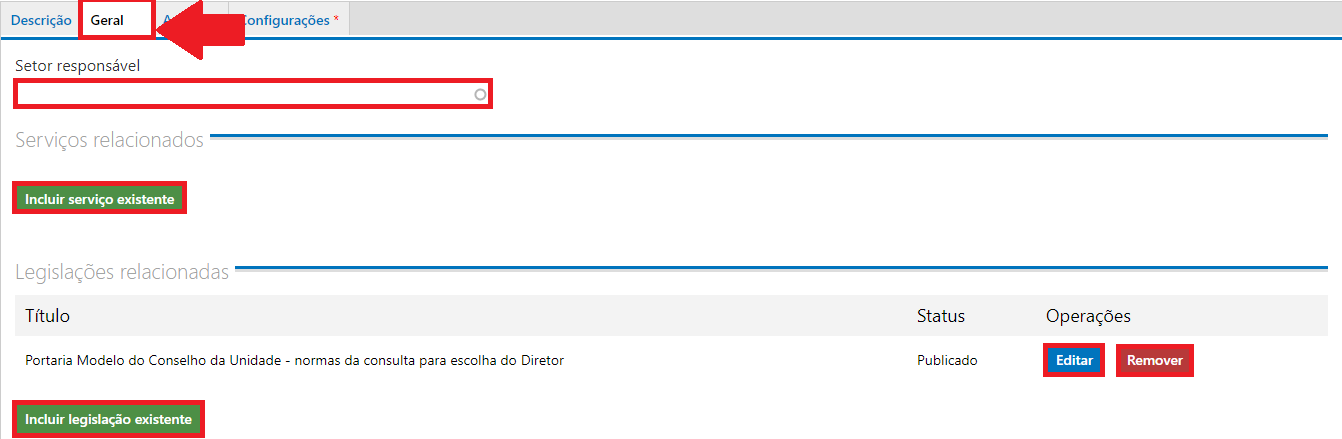 Descrição Geral Configurações *
Setor responsável
Serviços relacionados
Incluir serviço existente
Legislações relacionadas
Título Status Operações
Portaria Modelo do Conselho da Unidade - normas da consulta para escolha do Diretor Publicado Editar Remover
Incluir legislação existente